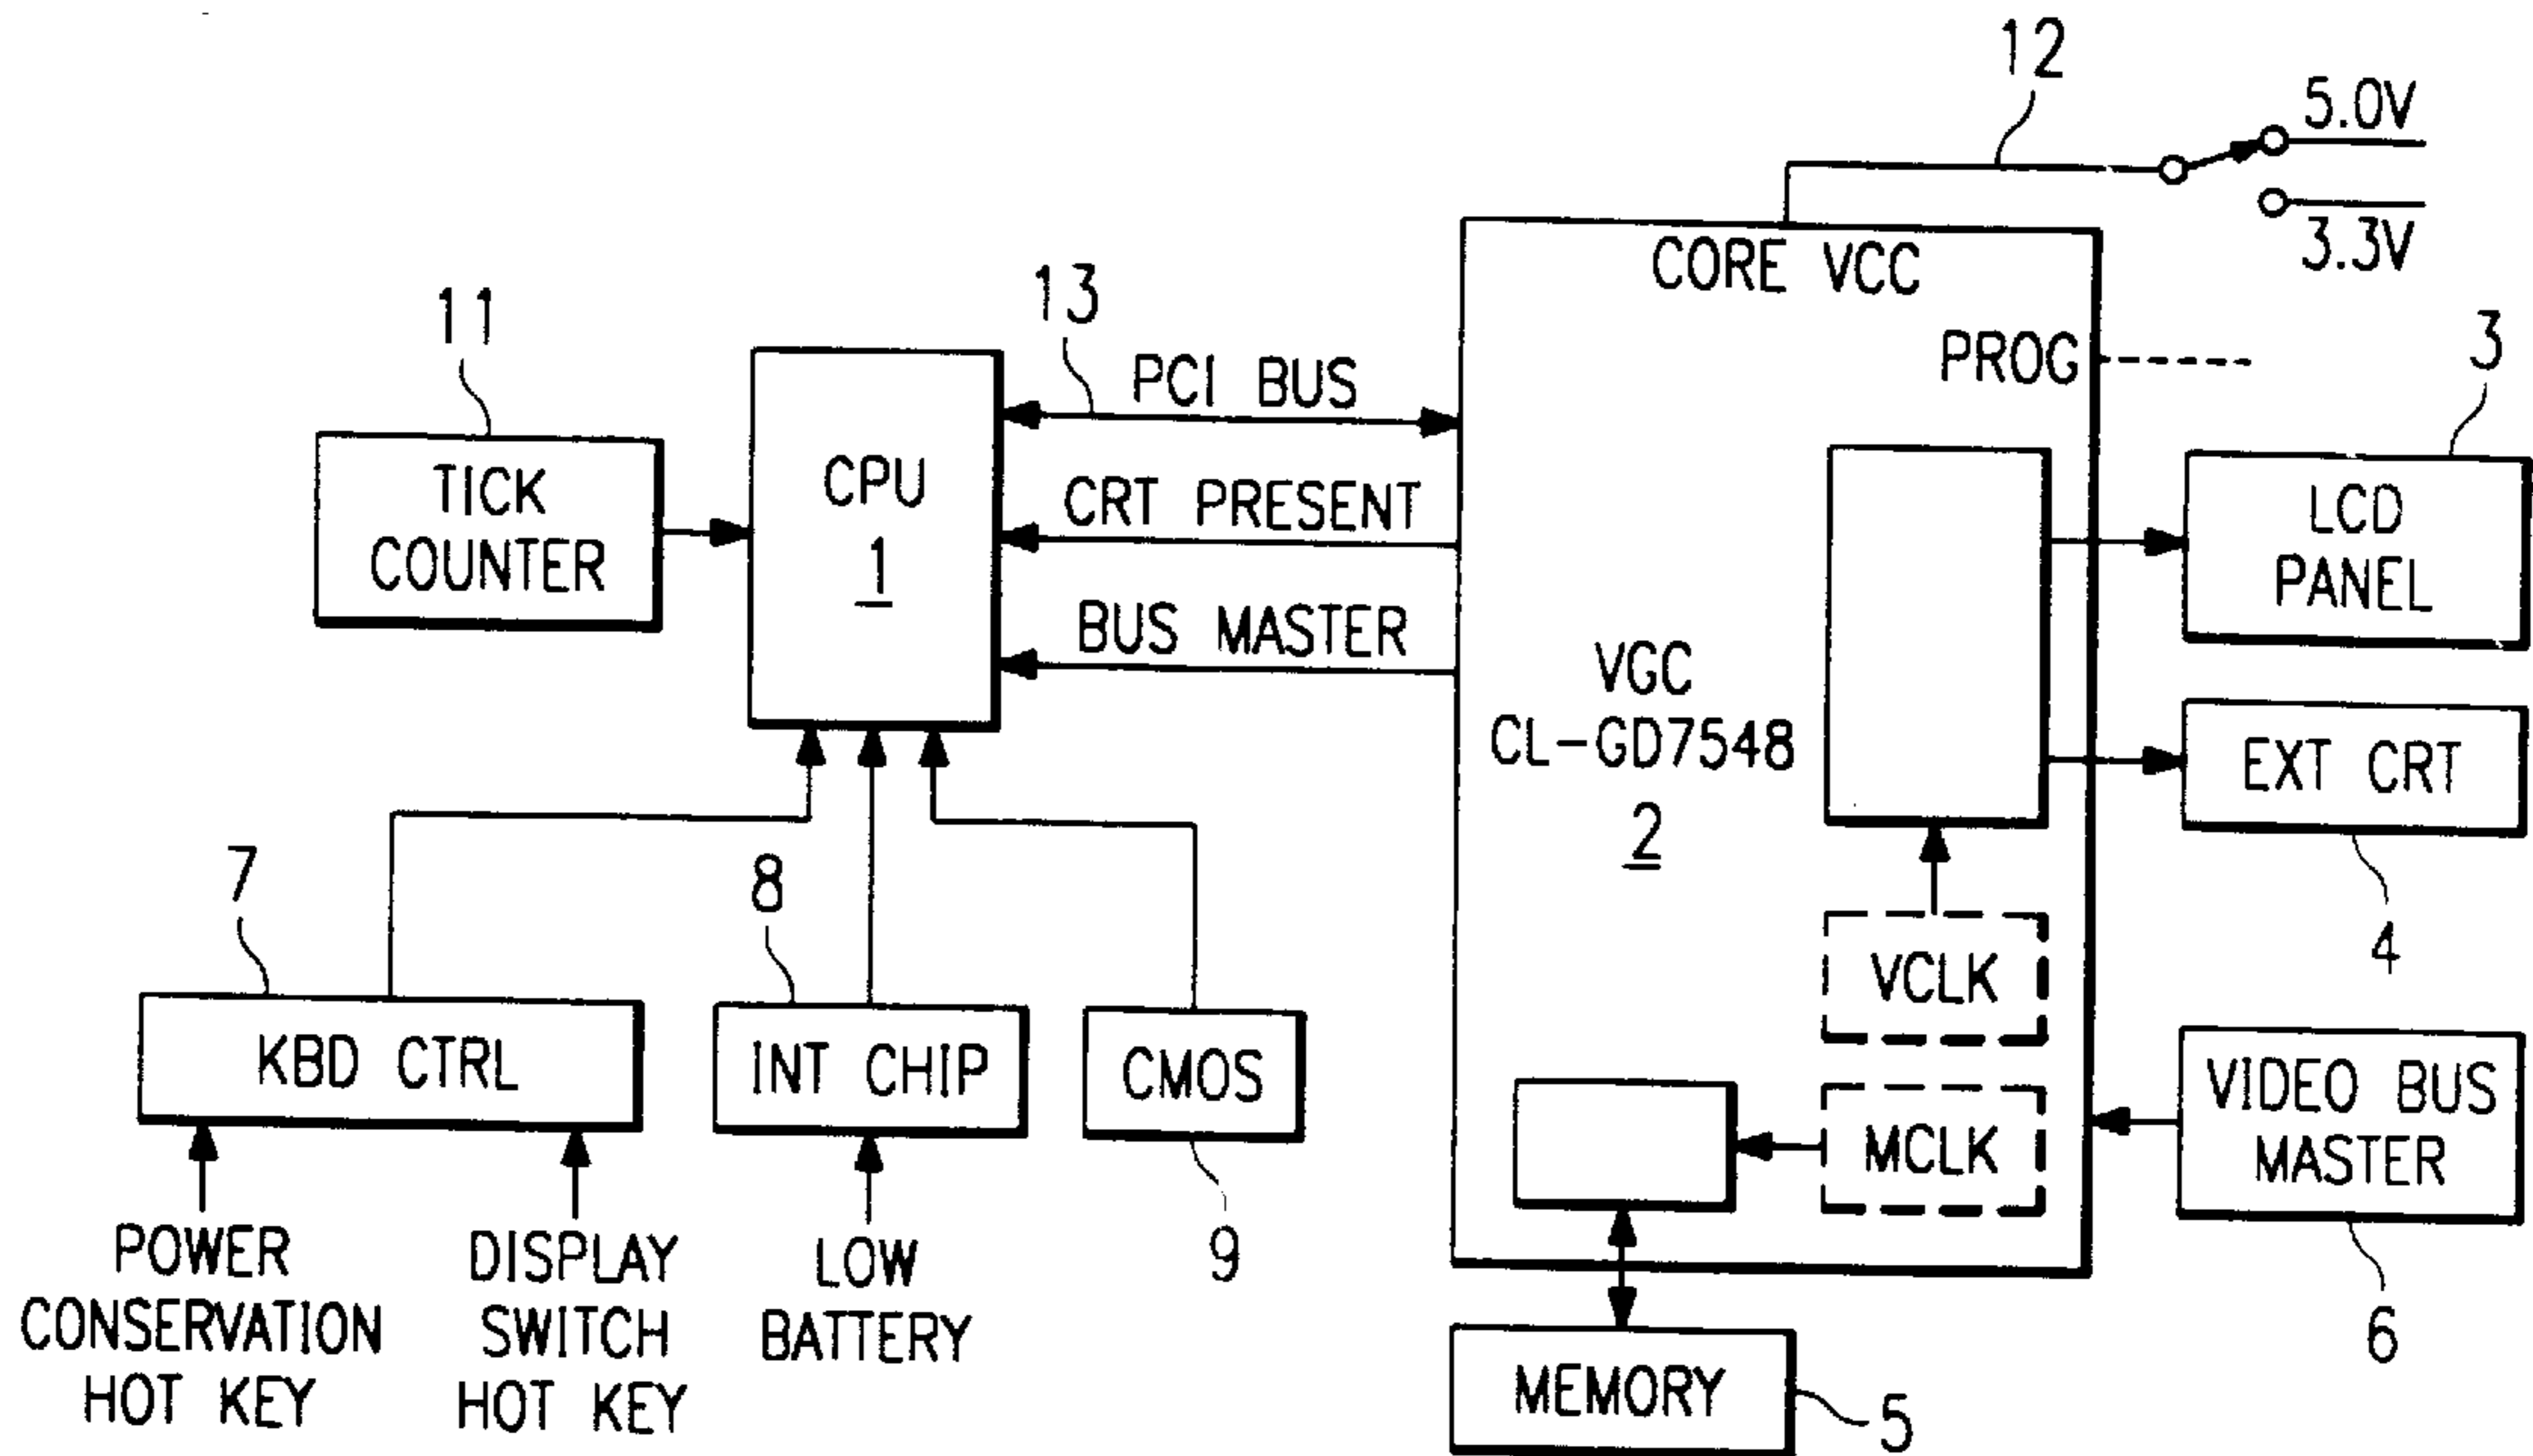 12
5.0V
3.3V
CORE VCC
PROG
11
13
3
TICK
COUNTER
CPU
1
PCI BUS
CRT PRESENT
BUS MASTER
LCD
PANEL
VGC
CL-GD7548
2
EXT CRT
4
VCLK
MCLK
7
8
KBD CTRL
INT CHIP
CMOS
9
VIDEO BUS
MASTER
6
POWER
CONSERVATION
HOT KEY
DISPLAY
SWITCH
HOT KEY
LOW
BATTERY
MEMORY
5